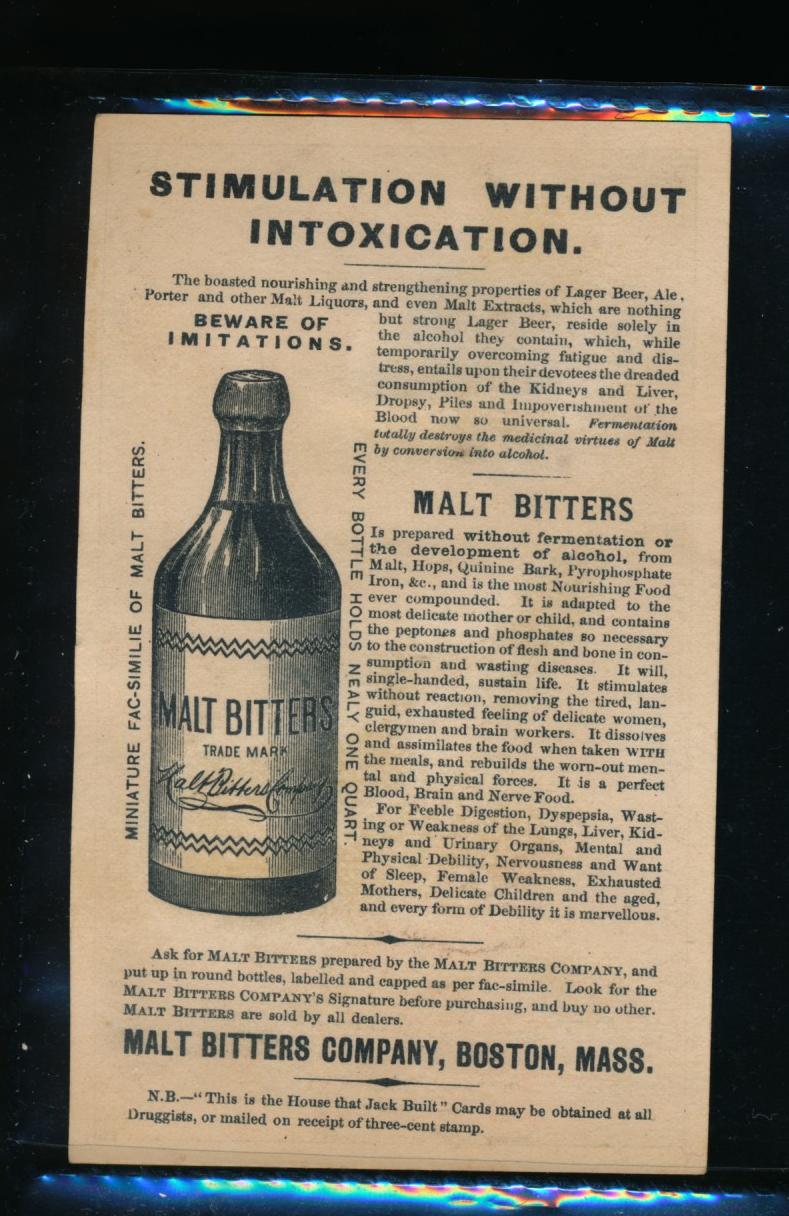 STIMULATION WITHOUT
INTOXICATION.
The boasted nourishing and strengthening properties of Lager Beer, Ale,
Porter and other Malt Liquors, and even Malt Extracts, which are nothing
but strong Lager Beer, reside solely in
the alcohol they contain, which, while
temporarily overcoming fatigue and dis-
tress, entails upon their devotees the dreaded
consumption of the Kidneys and Liver,
Dropsy, Piles and Impoverishment of the
Blood now so universal. Fermentation
totally destroys the medicinal virtues of Malt
by conversion into alcohol.
BEWARE OF
IMITATIONS.
MINIATURE FAC-SIMILIE OF MALT BITTERS.
MALT BITTERS
TRADE MARK
Malt Bitters Company
EVERY BOTTLE HOLDS NEALY ONE QUART.
MALT BITTERS
Is prepared without fermentation or
the development of alcohol, from
Malt, Hops, Quinine Bark, Pyrophosphate
Iron, &c., and is the most Nourishing Food
ever compounded. It is adapted to the
most delicate mother or child, and contains
the peptones and phosphates so necessary
to the construction of flesh and bone in con-
sumption and wasting diseases. It will,
single-handed, sustain life. It stimulates
without reaction, removing the tired, lan-
guid, exhausted feeling of delicate women,
clergymen and brain workers. It dissolves
and assimilates the food when taken WITH
the meals, and rebuilds the worn-out men-
tal and physical forces. It is a perfect
Blood, Brain and Nerve Food.
For Feeble Digestion, Dyspepsia, Wast-
ing or Weakness of the Lungs, Liver, Kid-
neys and Urinary Organs, Mental and
Physical Debility, Nervousness and Want
of Sleep, Female Weakness, Exhausted
Mothers, Delicate Children and the aged,
and every form of Debility it is marvellous.
Ask for MALT BITTERS prepared by the MALT BITTERS COMPANY, and
put up in round bottles, labelled and capped as per fac-simile. Look for the
MALT BITTERS COMPANY'S Signature before purchasing, and buy no other.
MALT BITTERS are sold by all dealers.
MALT BITTERS COMPANY, BOSTON, MASS.
N.B.—"This is the House that Jack Built" Cards may be obtained at all
Druggists, or mailed on receipt of three-cent stamp.